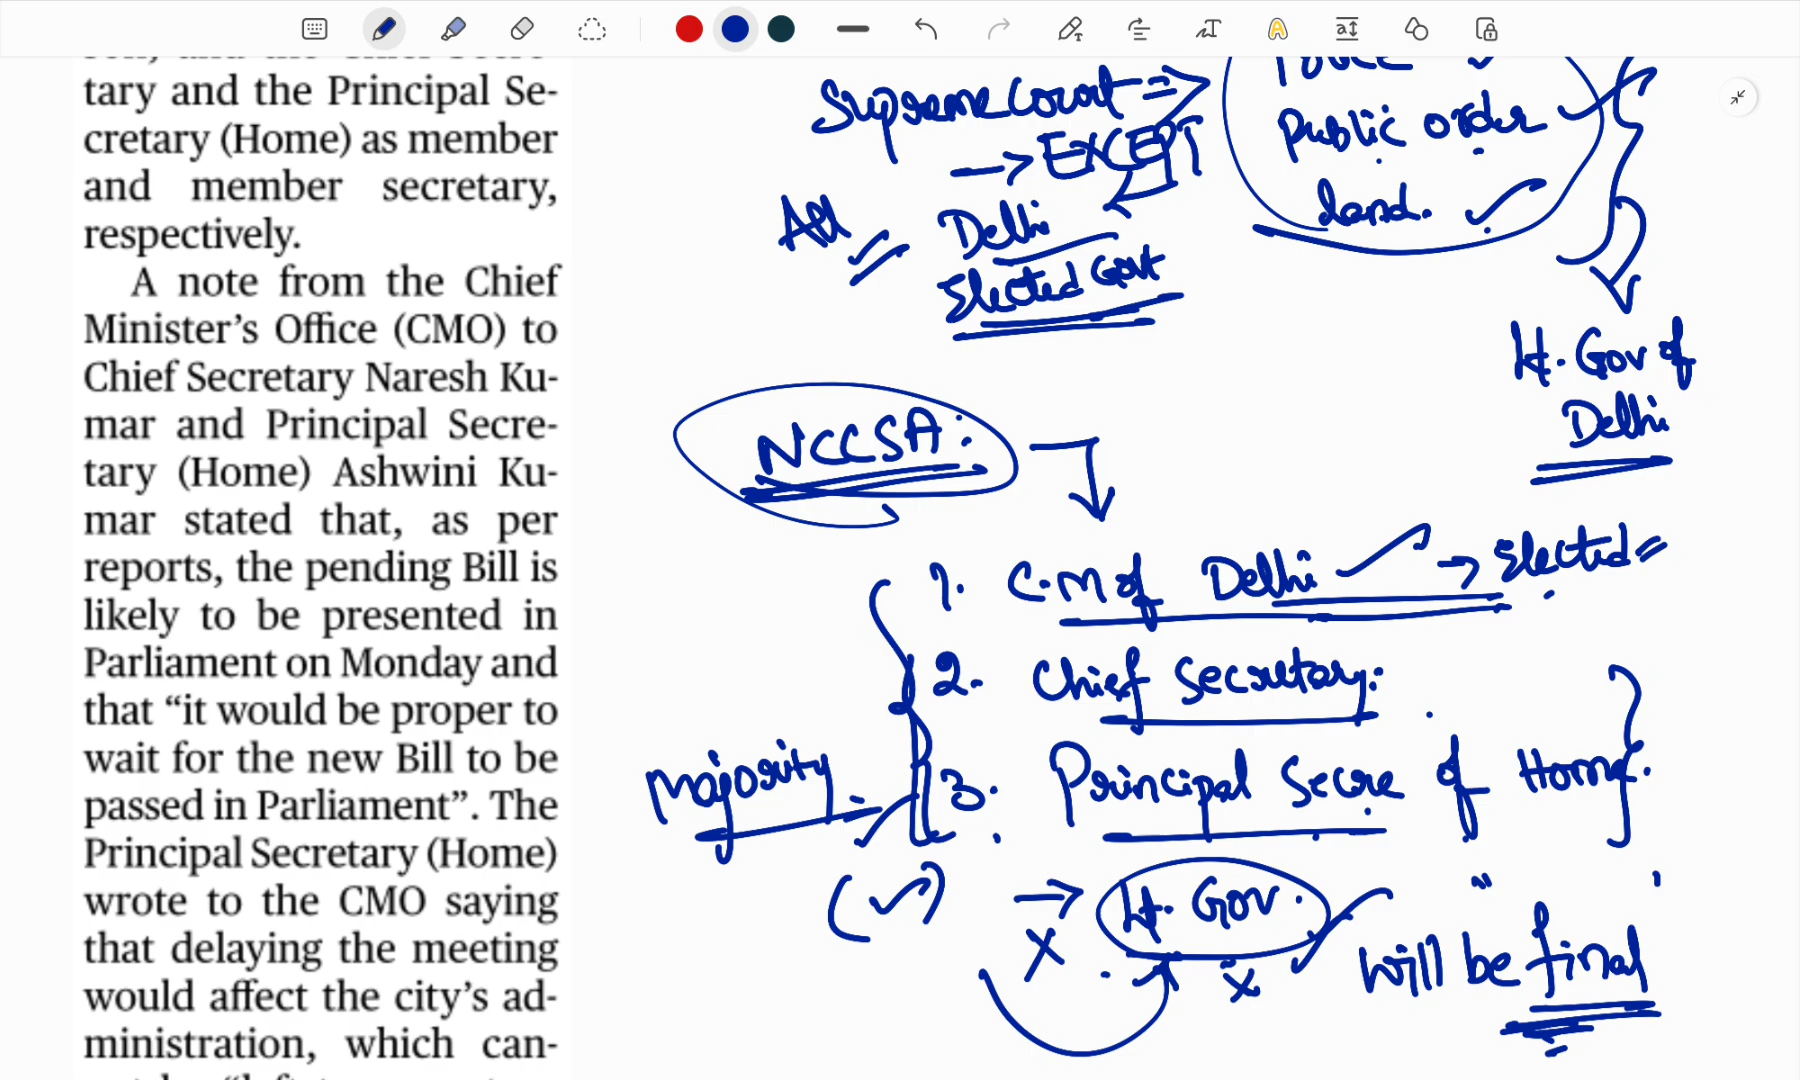 tary and the Principal Se-
cretary (Home) as member
and member secretary,
respectively.
A note from the Chief
Minister's Office (CMO) to
Chief Secretary Naresh Ku-
mar and Principal Secre-
tary (Home) Ashwini Ku-
mar stated that, as per
reports, the pending Bill is
likely to be presented in
Parliament on Monday and
that “it would be proper to
wait for the new Bill to be
passed in Parliament”. The
Principal Secretary (Home)
wrote to the CMO saying
that delaying the meeting
would affect the city's ad-
ministration, which can-
Supreme Court =>
→ EXCEPT
All
Delhi
Elected Govt
Police
Public order
land.
Lt. Gov of
Delhi
NCCSA:
1. C.M of Delhi → Elected
2. Chief Secretary.
3. Principal Secre of Home.
Majority
→ Lt. Gov.
will be final